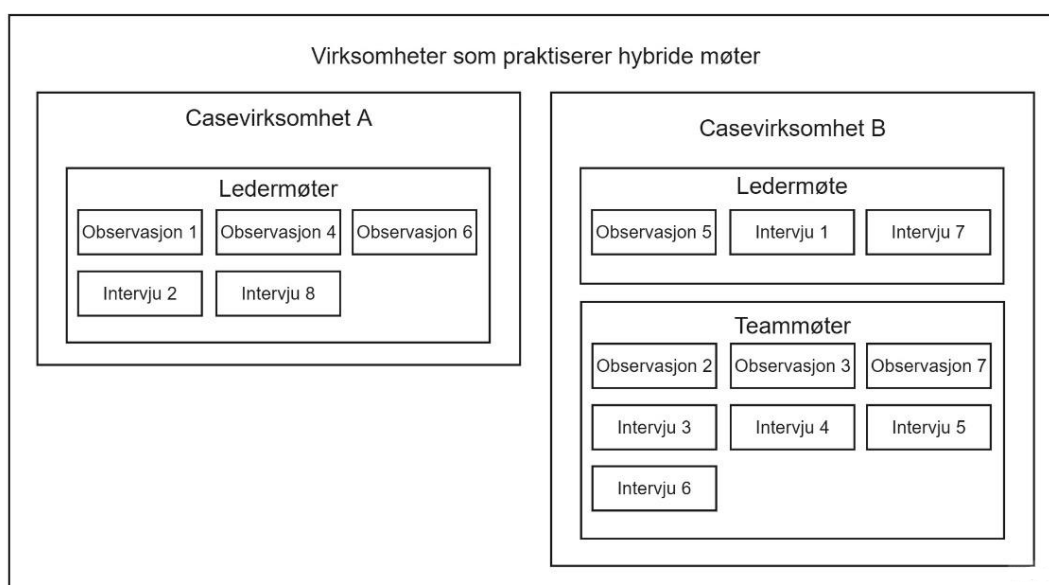 Virksomheter som praktiserer hybride møter
Casevirksomhet A
Ledermøter
Observasjon 1
Observasjon 4
Observasjon 6
Intervju 2
Intervju 8
Casevirksomhet B
Ledermøte
Observasjon 5
Intervju 1
Intervju 7
Teammøter
Observasjon 2
Observasjon 3
Observasjon 7
Intervju 3
Intervju 4
Intervju 5
Intervju 6